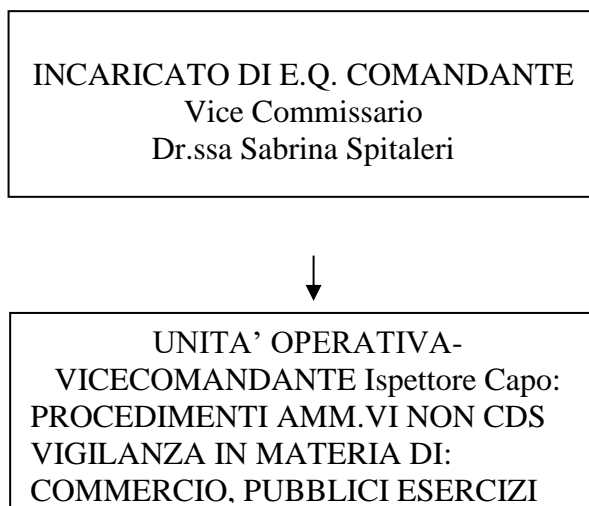 INCARICATO DI E.Q. COMANDANTE
Vice Commissario
Dr.ssa Sabrina Spitaleri
UNITA’ OPERATIVA-
VICECOMANDANTE Ispettore Capo:
PROCEDIMENTI AMM.VI NON CDS
VIGILANZA IN MATERIA DI:
COMMERCIO, PUBBLICI ESERCIZI